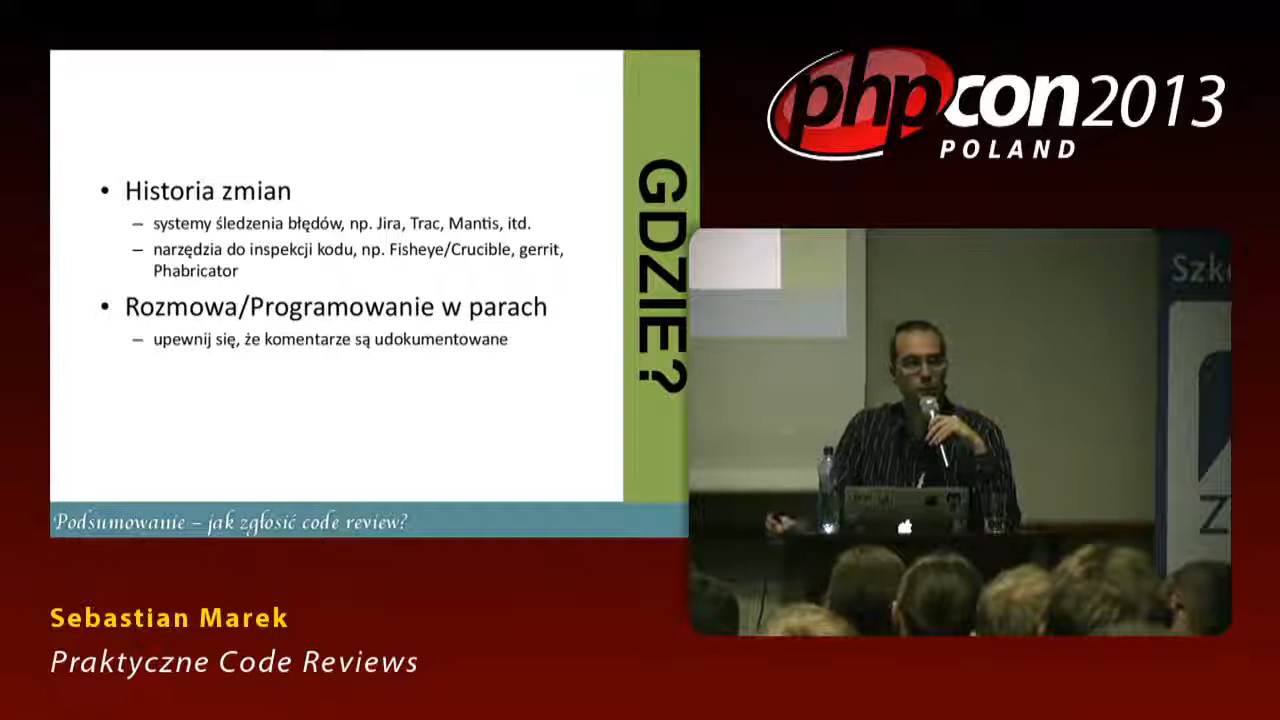 • Historia zmian
– systemy śledzenia błędów, np. Jira, Trac, Mantis, itd.
– narzędzia do inspekcji kodu, np. Fisheye/Crucible, gerrit,
Phabricator
• Rozmowa/Programowanie w parach
– upewnij się, że komentarze są udokumentowane
GDZIE?
Podsumowanie – jak zgłosić code review?
phpcon2013
POLAND
Sebastian Marek
Praktyczne Code Reviews